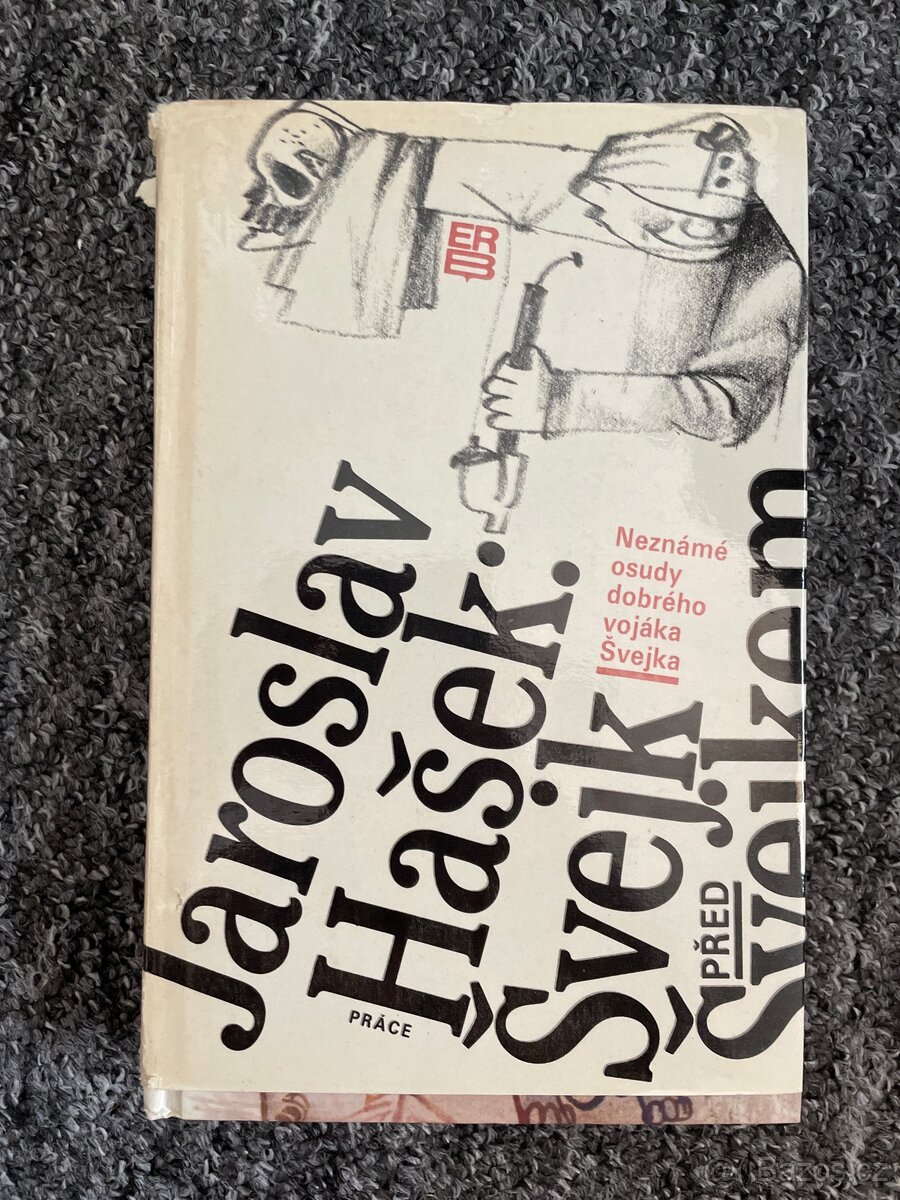 ER
B
Jaroslav
Hašek:
Švejk
PŘED
Švejkem
Neznámé
osudy
dobrého
vojáka
Švejka
PRÁCE
Bazos.cz